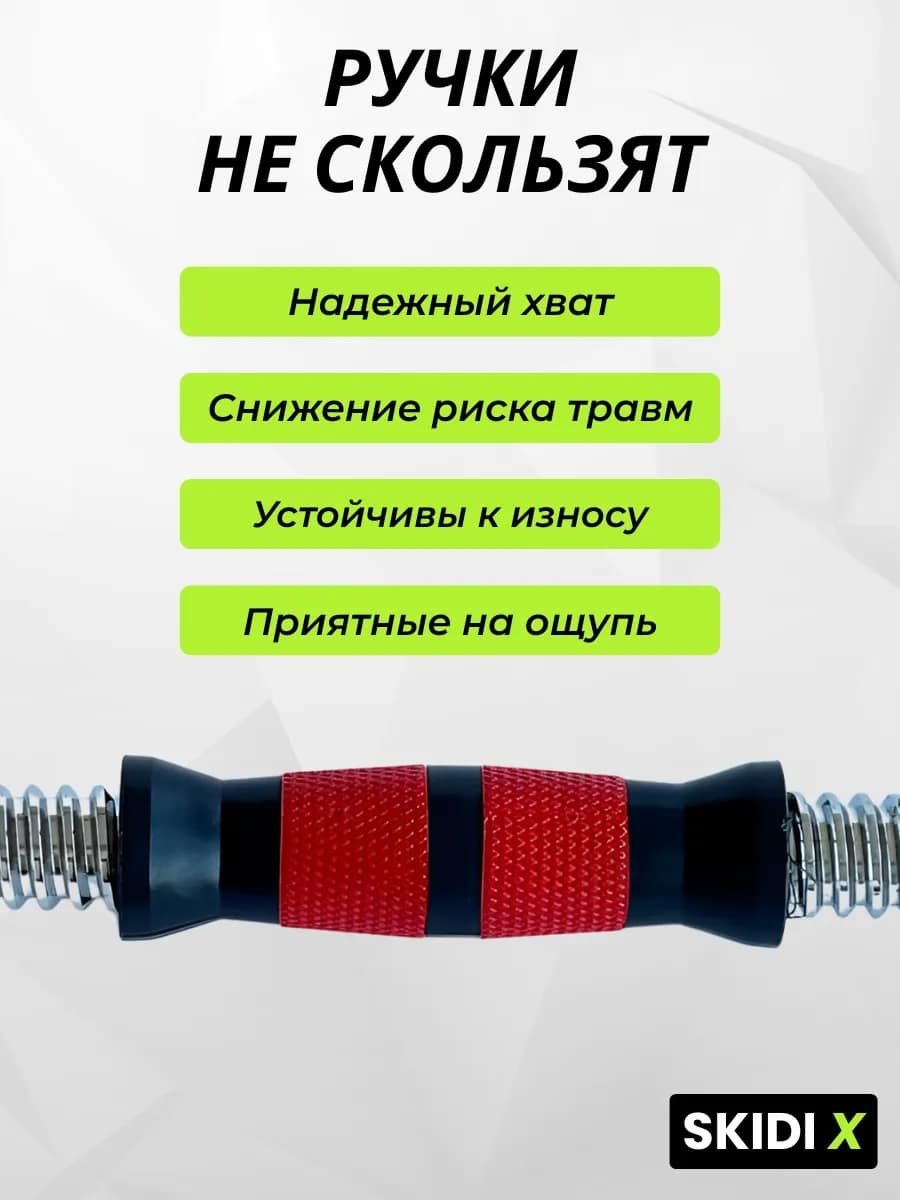 РУЧКИ
НЕ СКОЛЬЗЯТ
Надежный хват
Снижение риска травм
Устойчивы к износу
Приятные на ощупь
SKIDI X